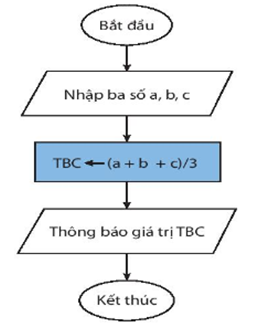 Bắt đầu
Nhập ba số a, b, c
TBC ← (a + b + c)/3
Thông báo giá trị TBC
Kết thúc